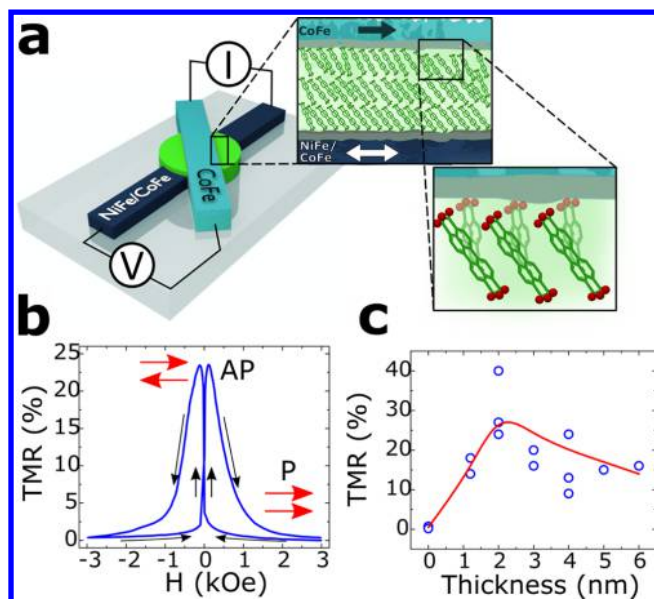 a
I
V
NiFe/CoFe
CoFe
CoFe
NiFe/
CoFe
b
25
20
15
10
5
0
TMR (%)
AP
P
-3 -2 -1 0 1 2 3
H (kOe)
c
40
30
20
10
0
TMR (%)
0 1 2 3 4 5 6
Thickness (nm)